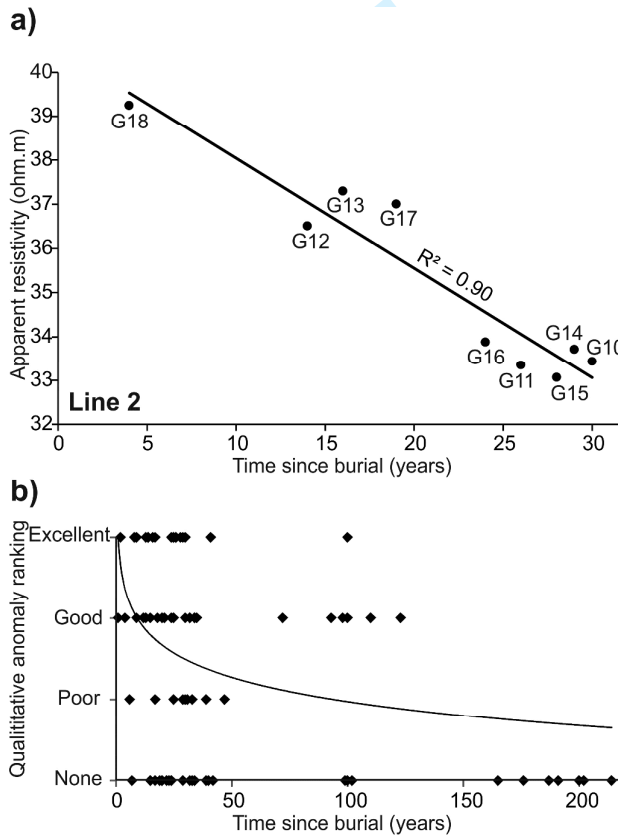 a)
Apparent resistivity (ohm.m)
40
39
38
37
36
35
34
33
32
G18
G13
G17
G12
R² = 0.90
G14
G10
G16
G11
G15
Line 2
0 5 10 15 20 25 30
Time since burial (years)
b)
Qualititative anomaly ranking
Excellent
Good
Poor
None
0 50 100 150 200
Time since burial (years)